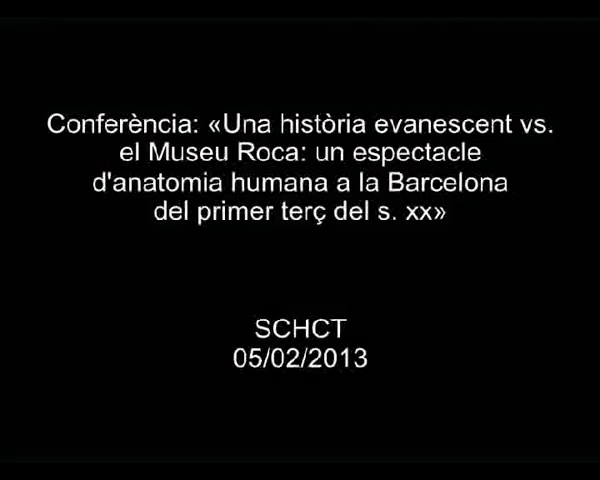 Conferència: «Una història evanescent vs.
el Museu Roca: un espectacle
d'anatomia humana a la Barcelona
del primer terç del s. xx»
SCHCT
05/02/2013